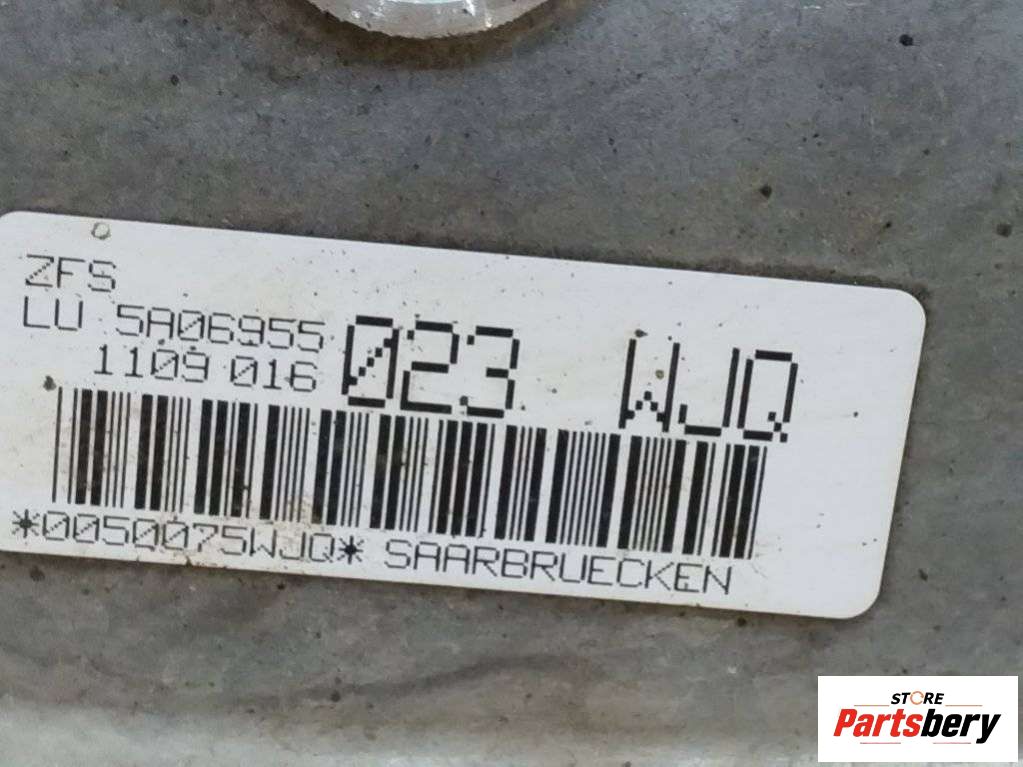 ZFS
LU 5A06955 023 WJQ
1109 016
*0050075WJQ* SAARBRUECKEN
STORE
Partsbery